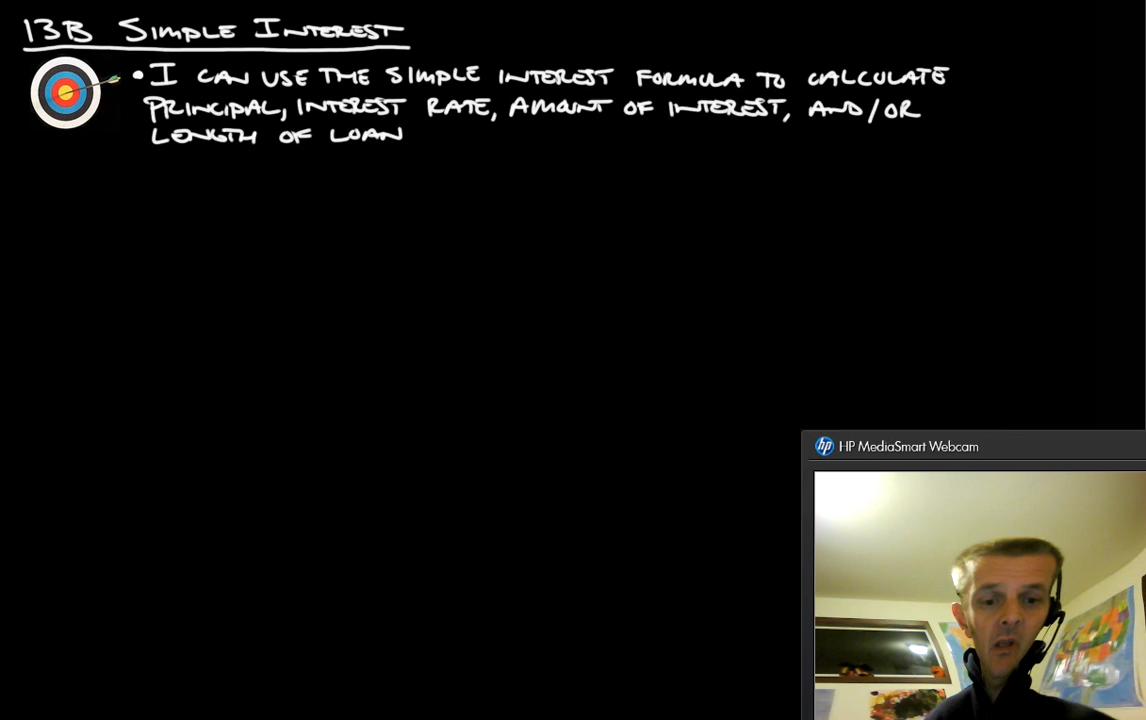 13B SIMPLE INTEREST
• I CAN USE THE SIMPLE INTEREST FORMULA TO CALCULATE
PRINCIPAL, INTEREST RATE, AMOUNT OF INTEREST, AND/OR
LENGTH OF LOAN
hp HP MediaSmart Webcam